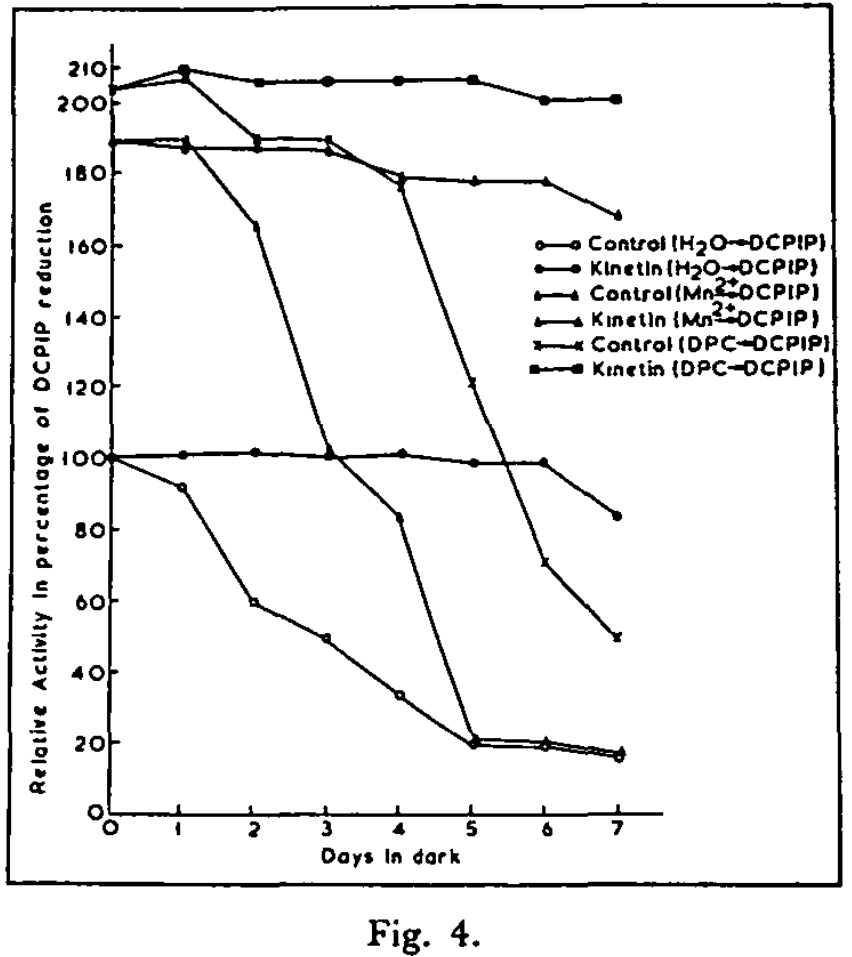 210
200
180
160
140
120
100
80
60
40
20
0
Relative Activity in percentage of DCPIP reduction
0 1 2 3 4 5 6 7
Days in dark
Control (H₂O→DCPIP)
Kinetin (H₂O→DCPIP)
Control (Mn²⁺→DCPIP)
Kinetin (Mn²⁺→DCPIP)
Control (DPC→DCPIP)
Kinetin (DPC→DCPIP)
Fig. 4.